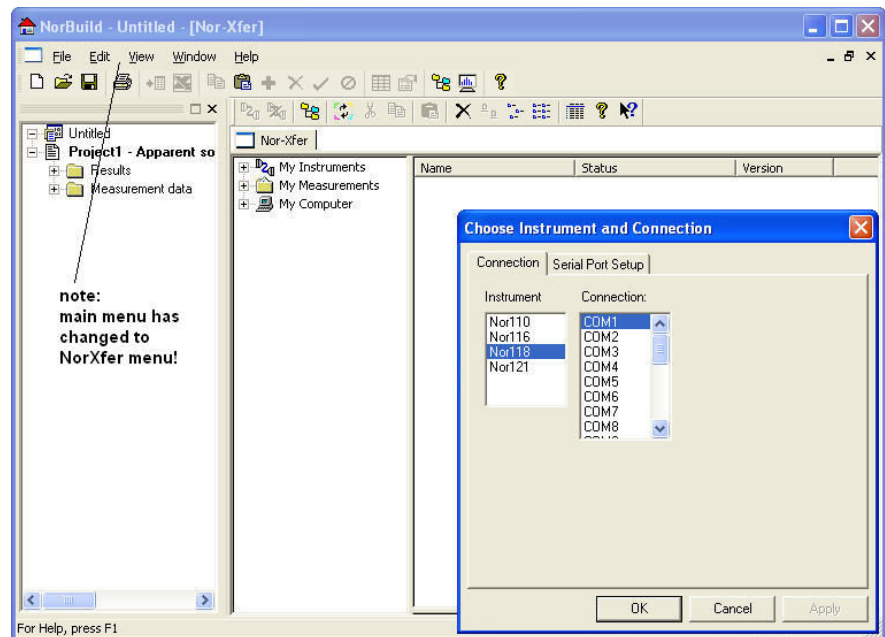 NorBuild - Untitled - [Nor-Xfer]
File Edit View Window Help
Untitled
Project1 - Apparent so
Results
Measurement data
note:
main menu has
changed to
NorXfer menu!
Nor-Xfer
My Instruments
My Measurements
My Computer
Name Status Version
Choose Instrument and Connection
Connection Serial Port Setup
Instrument Connection:
Nor110
Nor116
Nor118
Nor121
COM1
COM2
COM3
COM4
COM5
COM6
COM7
COM8
OK Cancel Apply
For Help, press F1